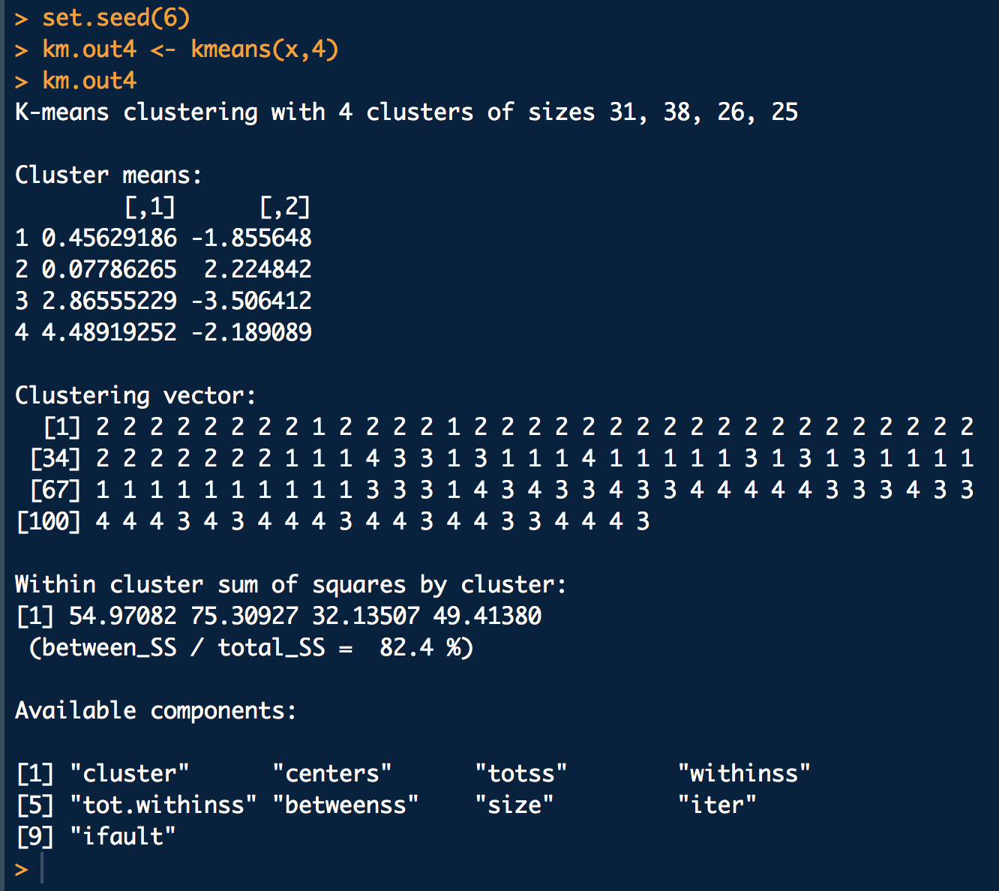 > set.seed(6)
> km.out4 <- kmeans(x,4)
> km.out4
K-means clustering with 4 clusters of sizes 31, 38, 26, 25

Cluster means:
        [,1]      [,2]
1 0.45629186 -1.855648
2 0.07786265  2.224842
3 2.86555229 -3.506412
4 4.48919252 -2.189089

Clustering vector:
  [1] 2 2 2 2 2 2 2 2 1 2 2 2 2 1 2 2 2 2 2 2 2 2 2 2 2 2 2 2 2 2 2 2 2
 [34] 2 2 2 2 2 2 2 1 1 1 4 3 3 1 3 1 1 1 4 1 1 1 1 1 3 1 3 1 3 1 1 1 1
 [67] 1 1 1 1 1 1 1 1 1 1 3 3 3 1 4 3 4 3 3 4 3 3 4 4 4 4 4 3 3 3 4 3 3
[100] 4 4 4 3 4 3 4 4 4 3 4 4 3 4 4 3 3 4 4 4 3

Within cluster sum of squares by cluster:
[1] 54.97082 75.30927 32.13507 49.41380
 (between_SS / total_SS =  82.4 %)

Available components:

[1] "cluster"      "centers"      "totss"        "withinss"
[5] "tot.withinss" "betweenss"    "size"         "iter"
[9] "ifault"
>